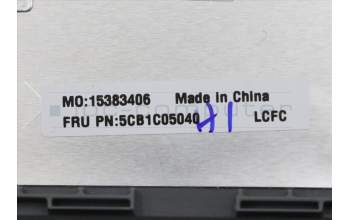 MO:15383406 Made in China
FRU PN:5CB1C05040 LCFC